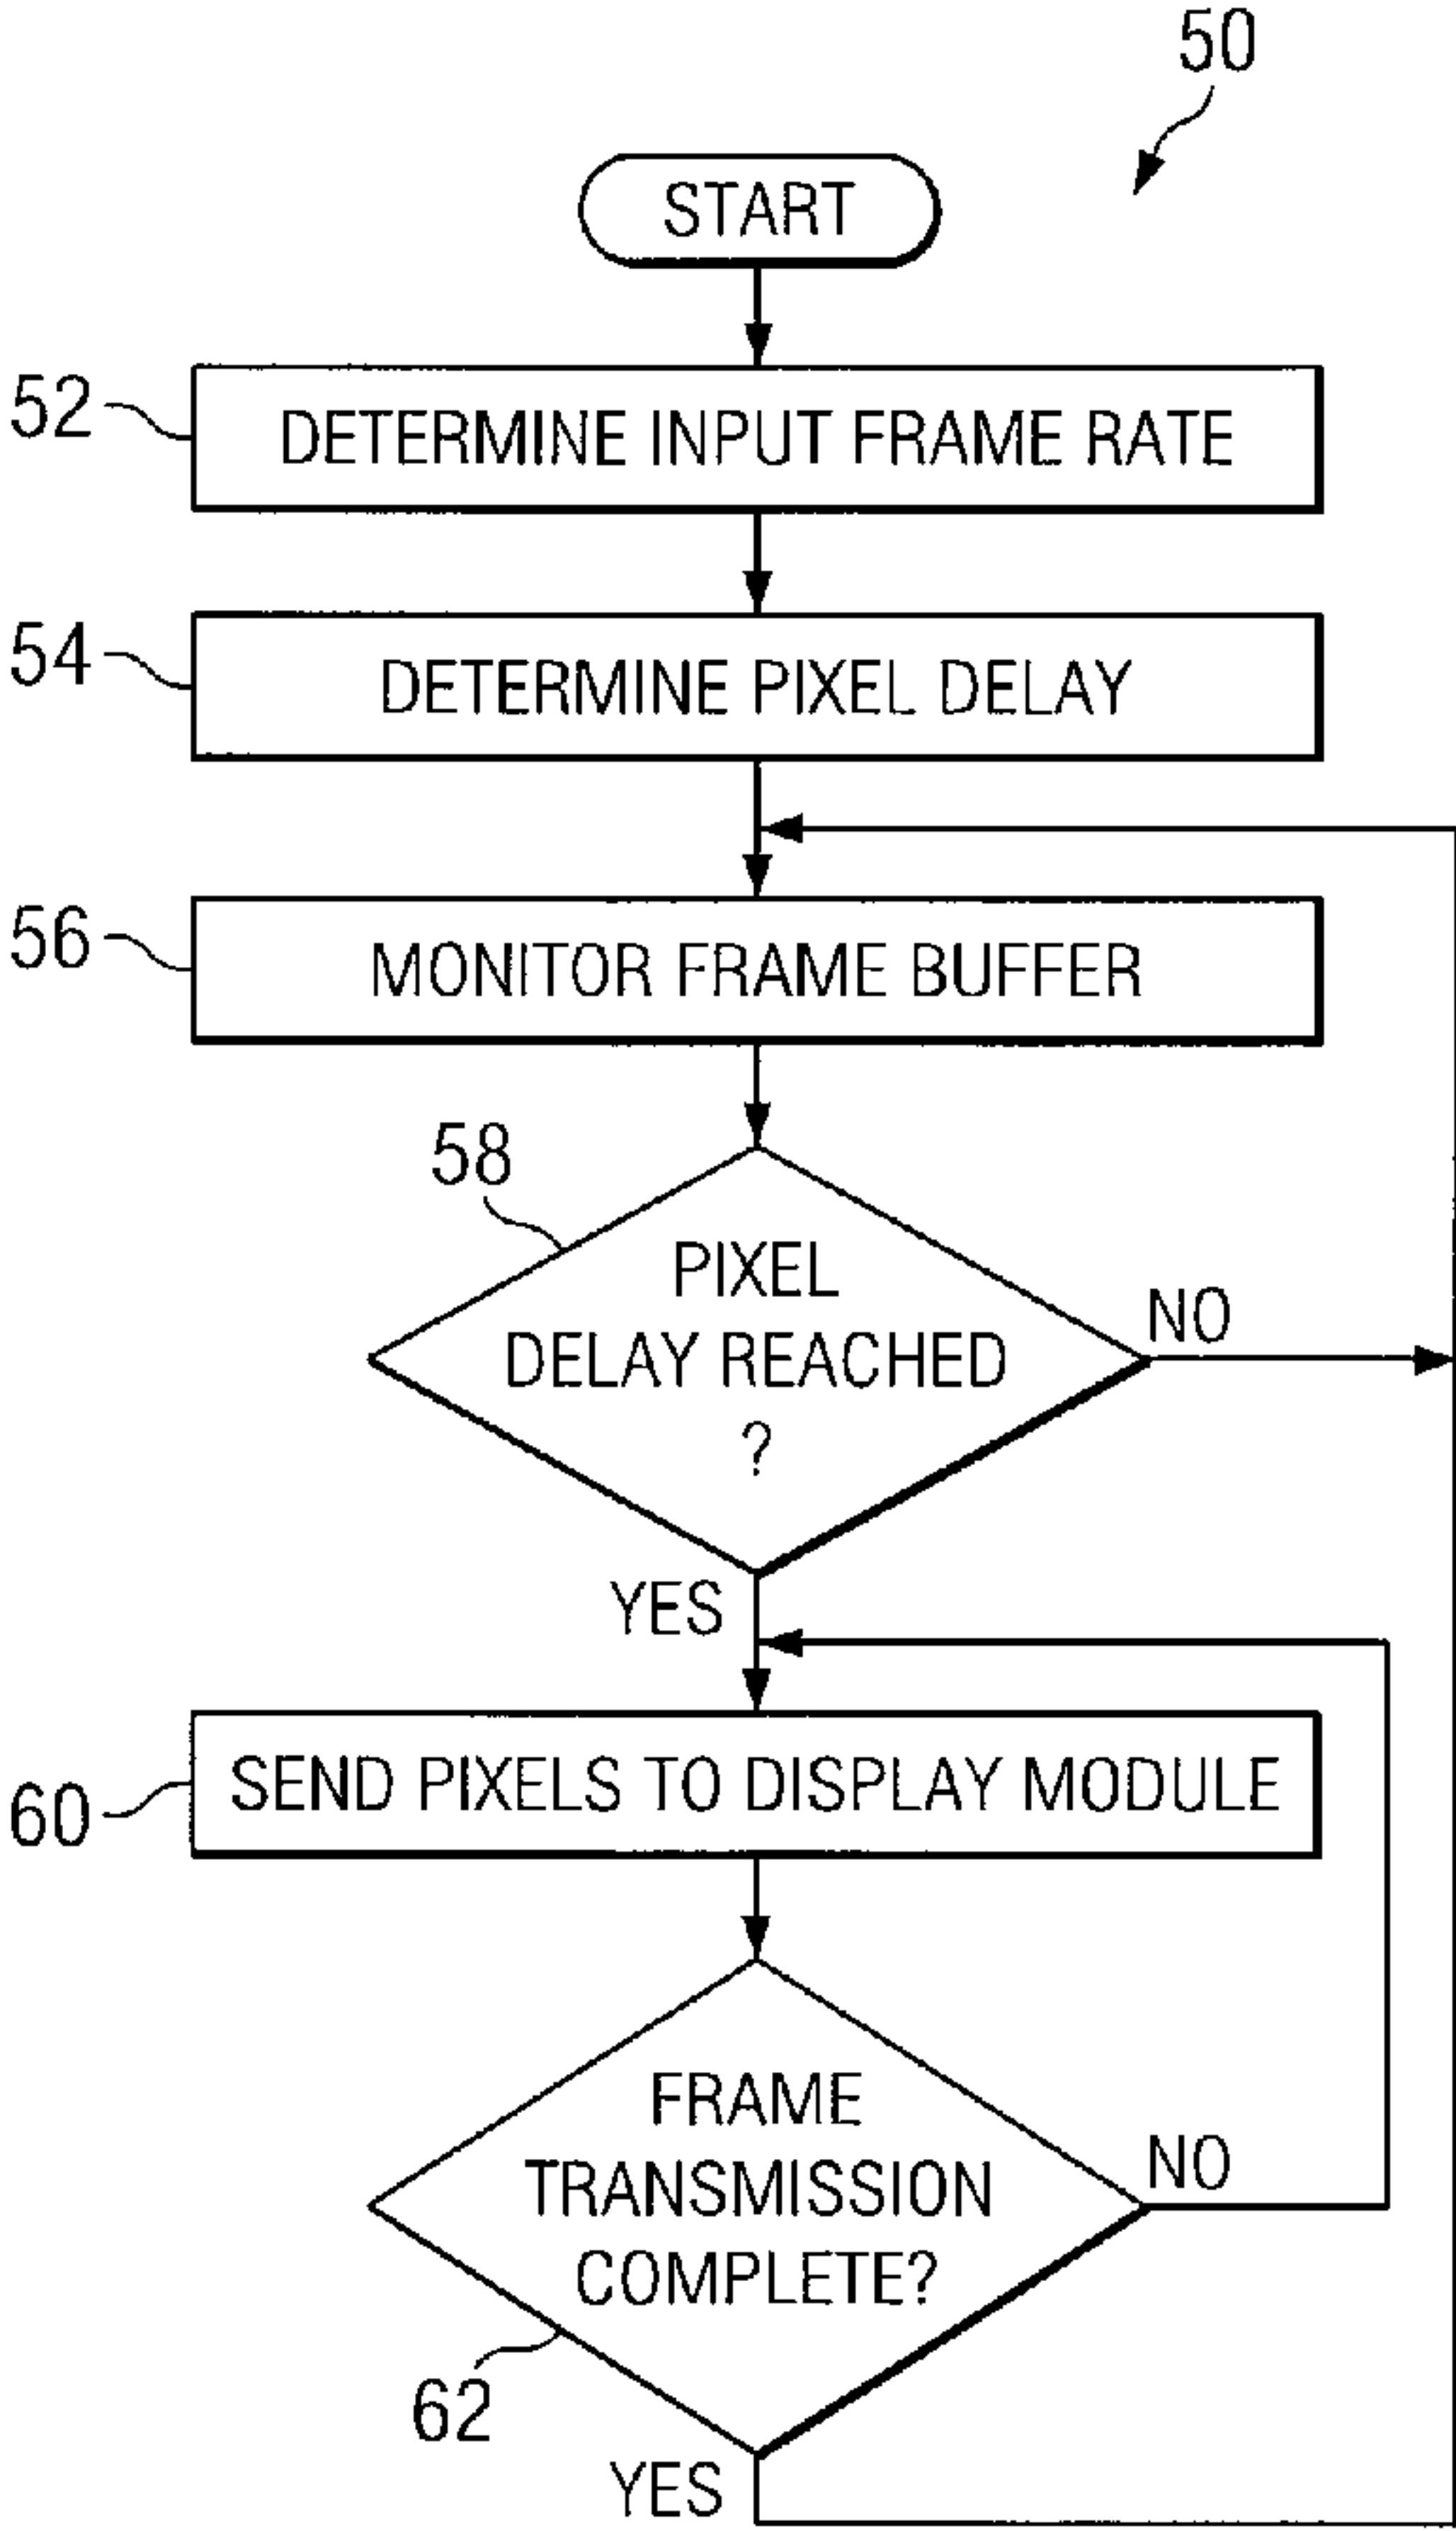 50
START
52
DETERMINE INPUT FRAME RATE
54
DETERMINE PIXEL DELAY
56
MONITOR FRAME BUFFER
58
PIXEL
DELAY REACHED
?
NO
YES
60
SEND PIXELS TO DISPLAY MODULE
FRAME
TRANSMISSION
COMPLETE?
NO
62
YES